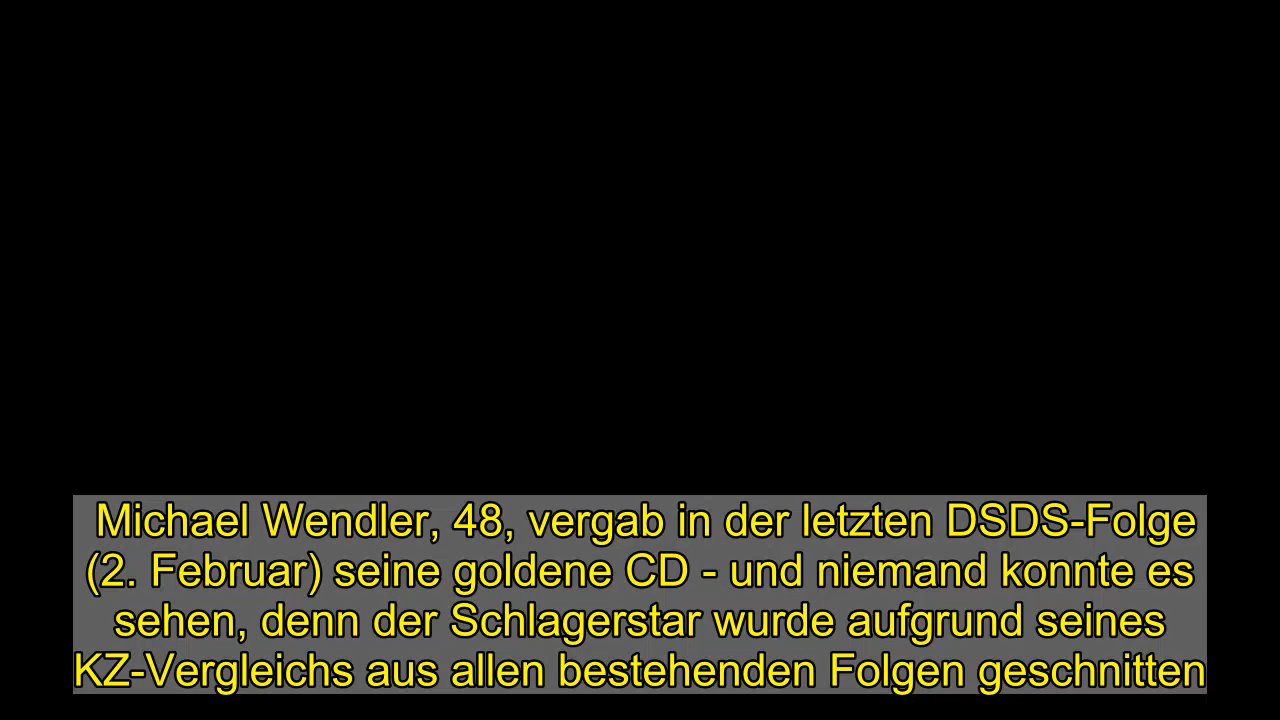 Michael Wendler, 48, vergab in der letzten DSDS-Folge
(2. Februar) seine goldene CD - und niemand konnte es
sehen, denn der Schlagerstar wurde aufgrund seines
KZ-Vergleichs aus allen bestehenden Folgen geschnitten